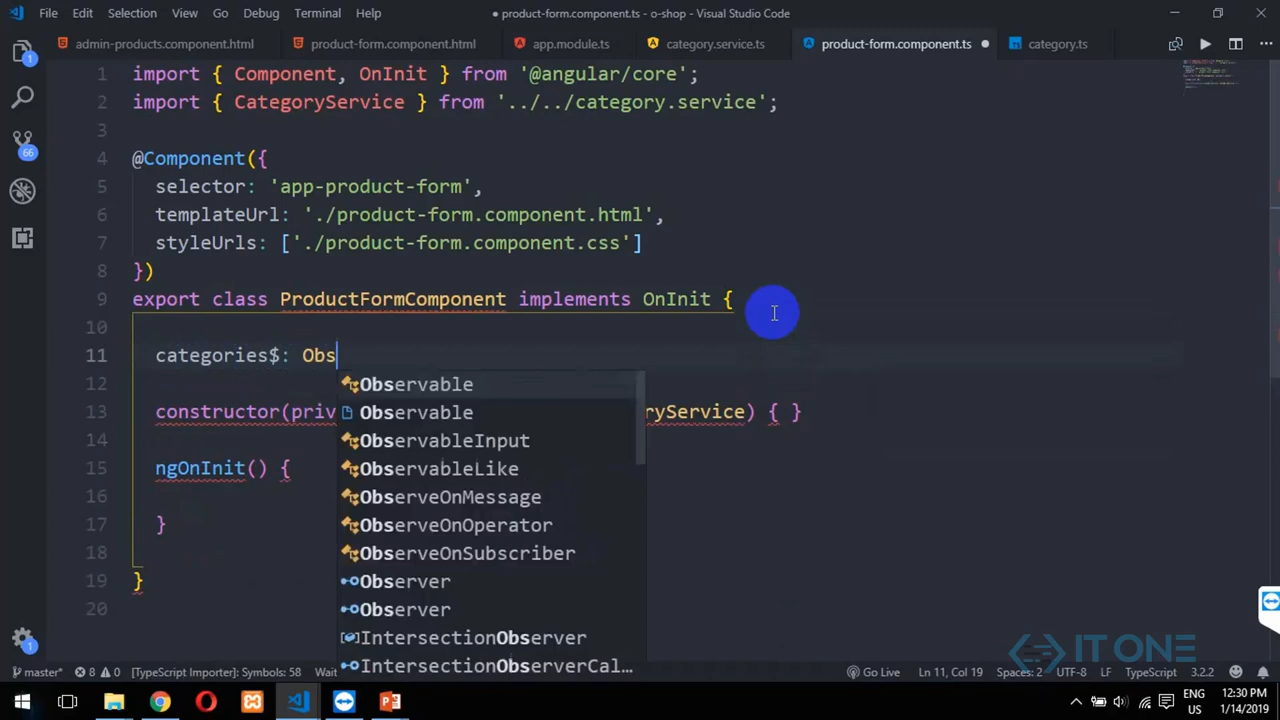 File Edit Selection View Go Debug Terminal Help
● product-form.component.ts - o-shop - Visual Studio Code
admin-products.component.html product-form.component.html app.module.ts category.service.ts product-form.component.ts category.ts
1 import { Component, OnInit } from '@angular/core';
2 import { CategoryService } from '../../category.service';
3
4 @Component({
5 selector: 'app-product-form',
6 templateUrl: './product-form.component.html',
7 styleUrls: ['./product-form.component.css']
8 })
9 export class ProductFormComponent implements OnInit {
10
11 categories$: Obs
12 Observable
Observable
13 constructor(priv ryService) { }
14 ObservableInput
15 ngOnInit() { ObservableLike
16 ObserveOnMessage
17 } ObserveOnOperator
18 ObserveOnSubscriber
19 } Observer
20 Observer
IntersectionObserver
IntersectionObserverCal…
1
66
1
IT ONE
master* 8 0 [TypeScript Importer]: Symbols: 58 Wait Go Live Ln 11, Col 19 Spaces: 2 UTF-8 LF TypeScript 3.2.2 1
ENG 12:30 PM
US 1/14/2019